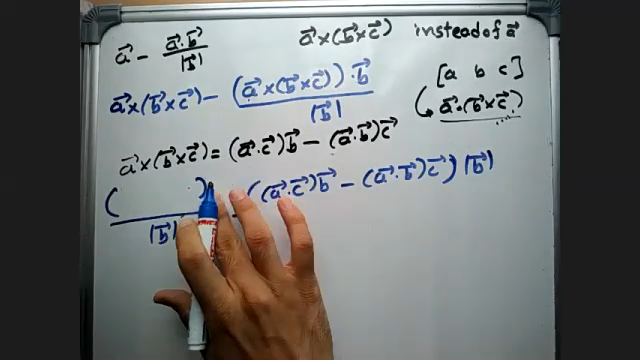 a⃗ - (a⃗·b⃗)/|b⃗|
a⃗×(b⃗×c⃗) instead of a⃗
a⃗×(b⃗×c⃗) - ((a⃗×(b⃗×c⃗))·b⃗)/|b⃗|
[a b c]
a⃗·(b⃗×c⃗)
a⃗×(b⃗×c⃗) = (a⃗·c⃗)b⃗ - (a⃗·b⃗)c⃗
( ) ((a⃗·c⃗)b⃗ - (a⃗·b⃗)c⃗)|b⃗|
|b⃗|